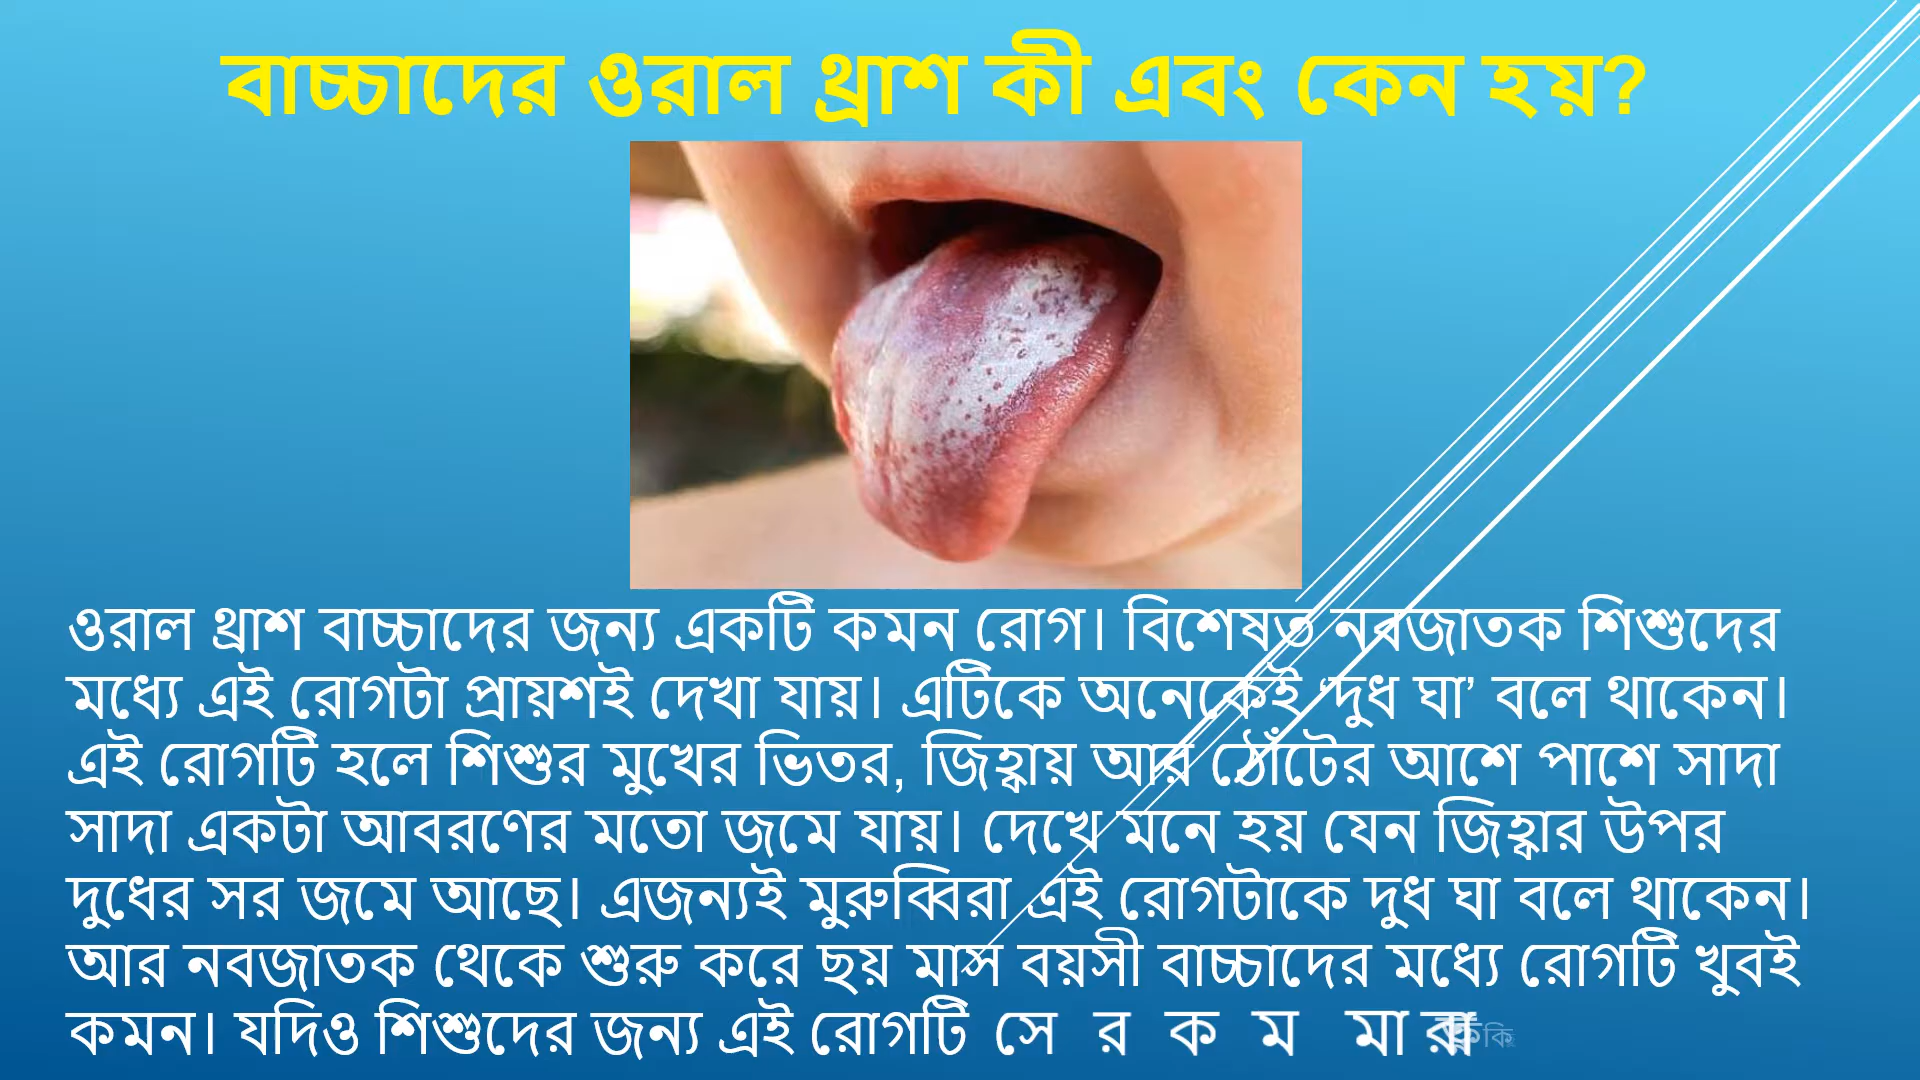 বাচ্চাদের ওরাল থ্রাশ কী এবং কেন হয়?
ওরাল থ্রাশ বাচ্চাদের জন্য একটি কমন রোগ। বিশেষত নবজাতক শিশুদের
মধ্যে এই রোগটা প্রায়শই দেখা যায়। এটিকে অনেকেই ‘দুধ ঘা’ বলে থাকেন।
এই রোগটি হলে শিশুর মুখের ভিতর, জিহ্বায় আর ঠোঁটের আশে পাশে সাদা
সাদা একটা আবরণের মতো জমে যায়। দেখে মনে হয় যেন জিহ্বার উপর
দুধের সর জমে আছে। এজন্যই মুরুব্বিরা এই রোগটাকে দুধ ঘা বলে থাকেন।
আর নবজাতক থেকে শুরু করে ছয় মাস বয়সী বাচ্চাদের মধ্যে রোগটি খুবই
কমন। যদিও শিশুদের জন্য এই রোগটি সে র ক ম